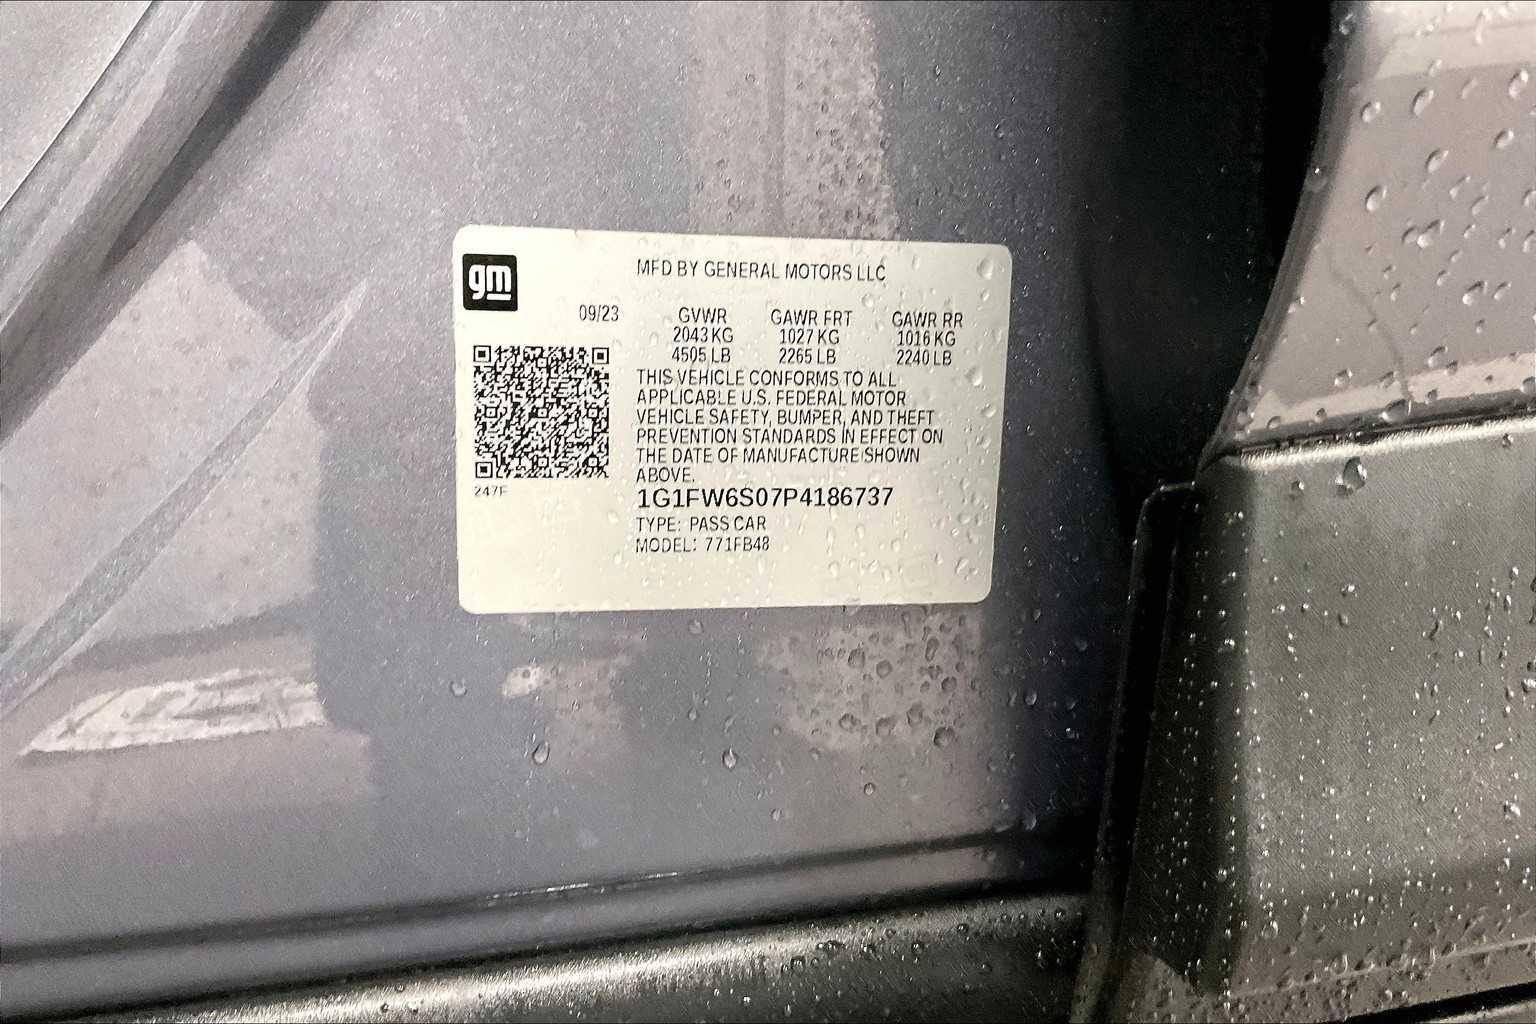 gm
MFD BY GENERAL MOTORS LLC
09/23 GVWR GAWR FRT GAWR RR
2043 KG 1027 KG 1016 KG
4505 LB 2265 LB 2240 LB
THIS VEHICLE CONFORMS TO ALL
APPLICABLE U.S. FEDERAL MOTOR
VEHICLE SAFETY, BUMPER, AND THEFT
PREVENTION STANDARDS IN EFFECT ON
THE DATE OF MANUFACTURE SHOWN
ABOVE.
247F
1G1FW6S07P4186737
TYPE: PASS CAR
MODEL: 771FB48